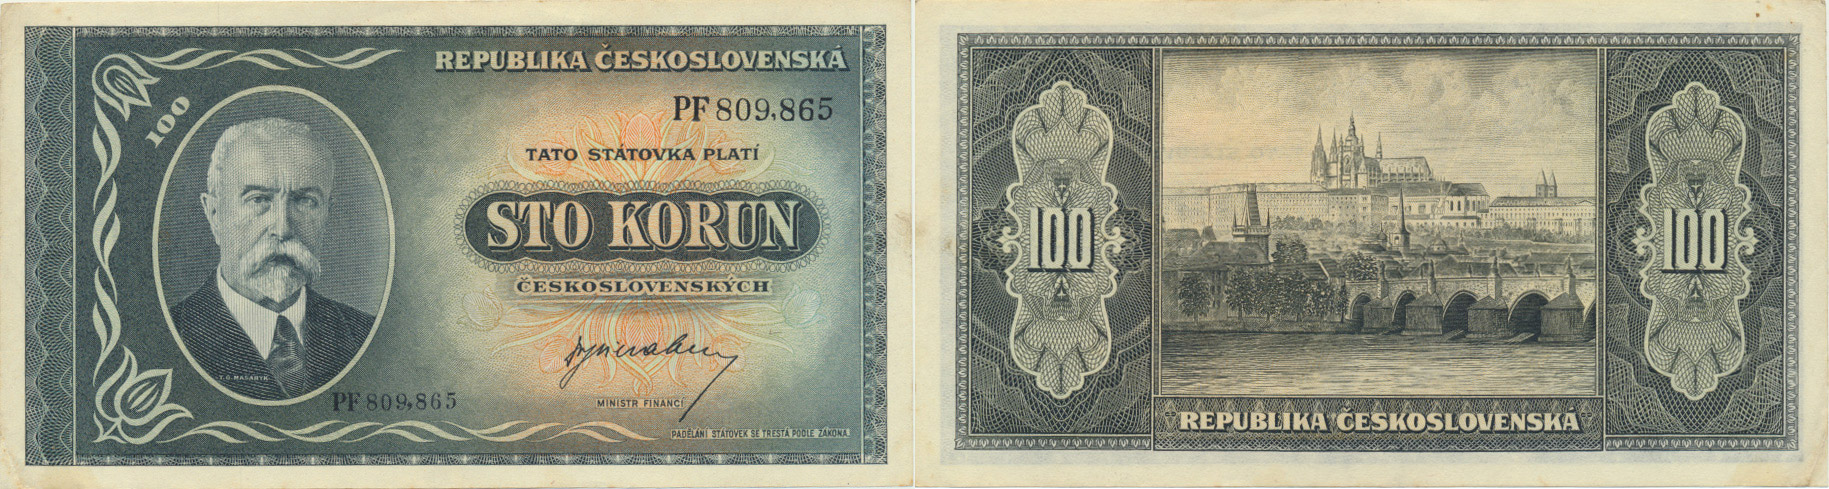 REPUBLIKA ČESKOSLOVENSKÁ
100
PF 809,865
TATO STÁTOVKA PLATÍ
STO KORUN
ČESKOSLOVENSKÝCH
T. G. MASARYK
PF 809,865
MINISTR FINANCÍ
PADĚLÁNÍ STÁTOVEK SE TRESTÁ PODLE ZÁKONA.
100
100
REPUBLIKA ČESKOSLOVENSKÁ